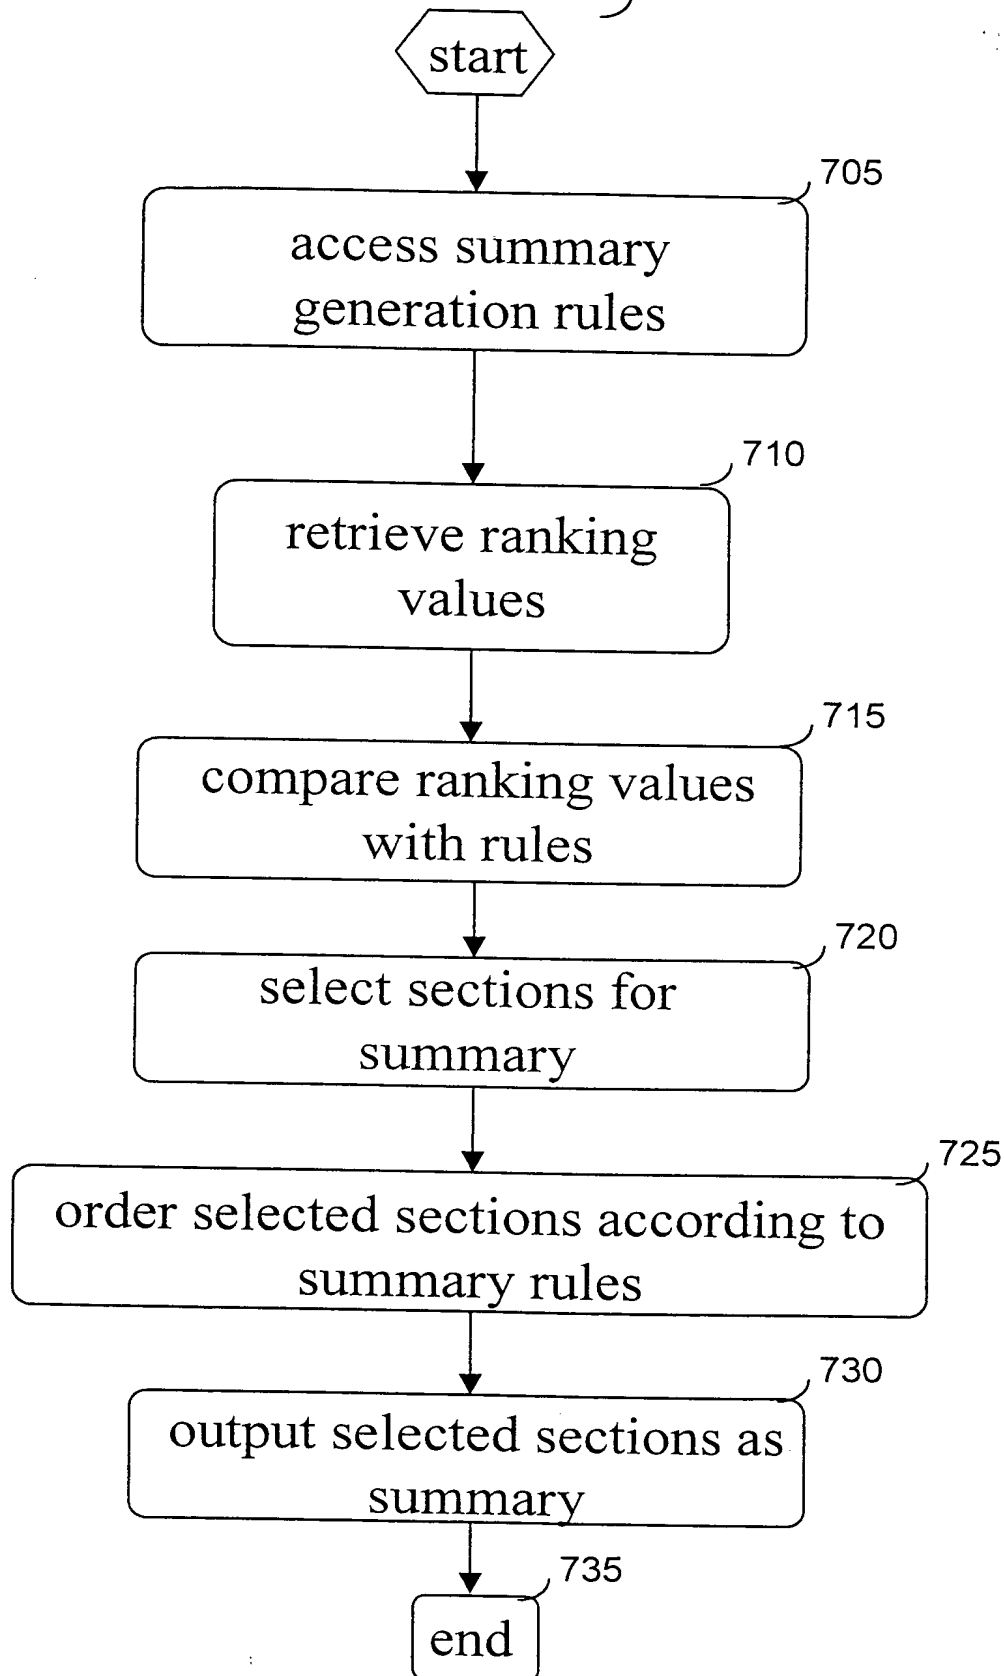 start
705
access summary
generation rules
710
retrieve ranking
values
715
compare ranking values
with rules
720
select sections for
summary
725
order selected sections according to
summary rules
730
output selected sections as
summary
735
end